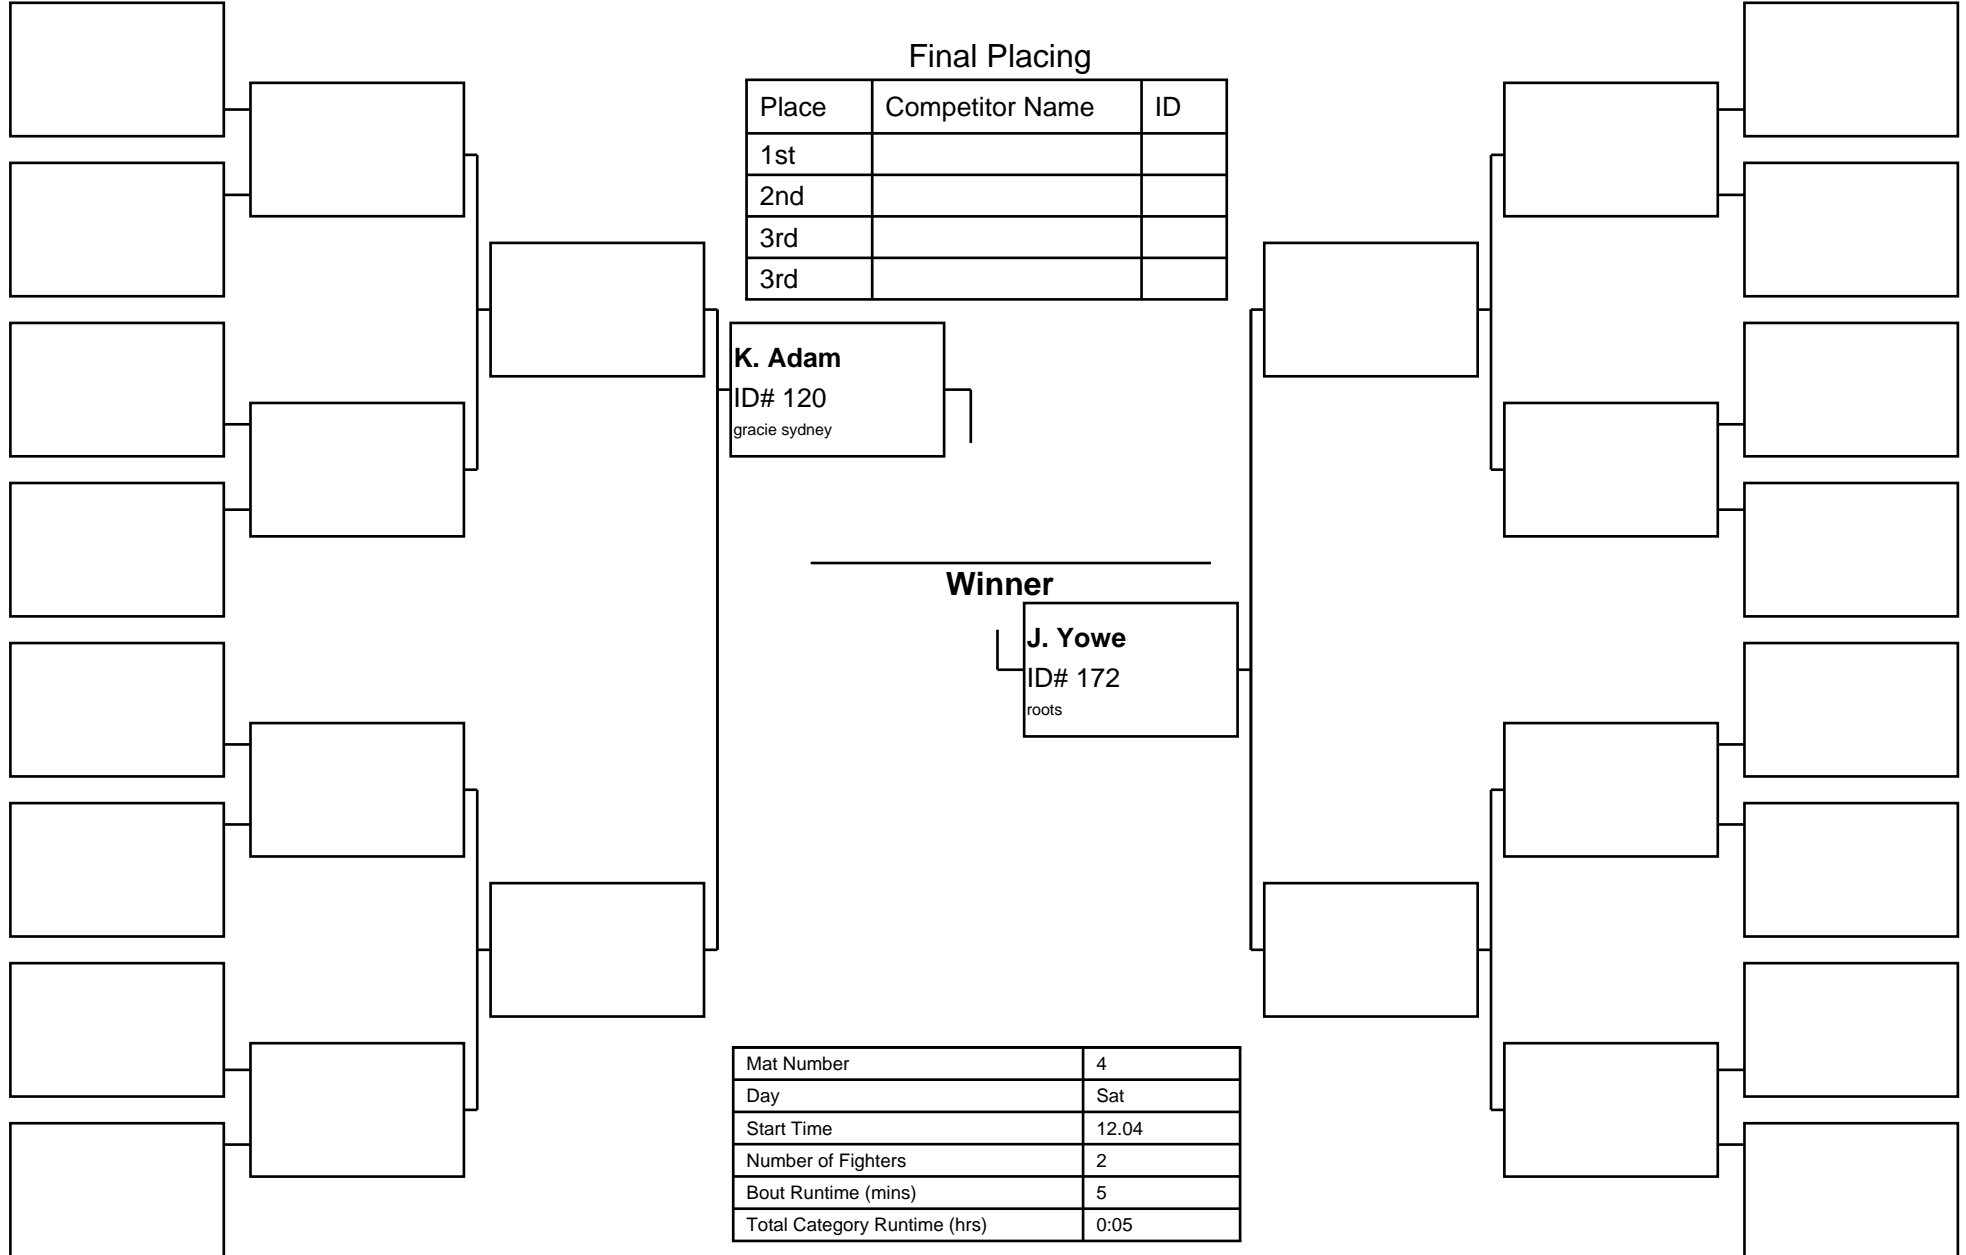 Final Placing
Place Competitor Name ID
1st
2nd
3rd
3rd
K. Adam
ID# 120
gracie sydney
Winner
J. Yowe
ID# 172
roots
Mat Number 4
Day Sat
Start Time 12.04
Number of Fighters 2
Bout Runtime (mins) 5
Total Category Runtime (hrs) 0:05